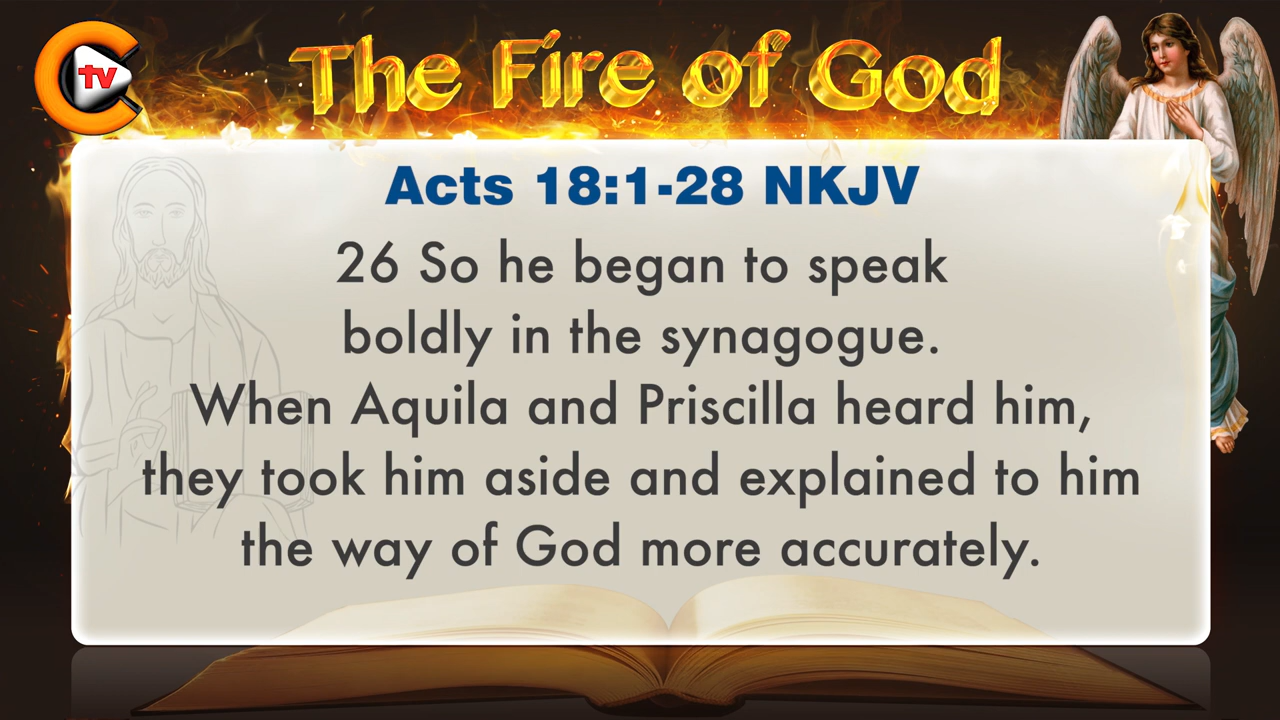 tv
The Fire of God
Acts 18:1-28 NKJV
26 So he began to speak
boldly in the synagogue.
When Aquila and Priscilla heard him,
they took him aside and explained to him
the way of God more accurately.